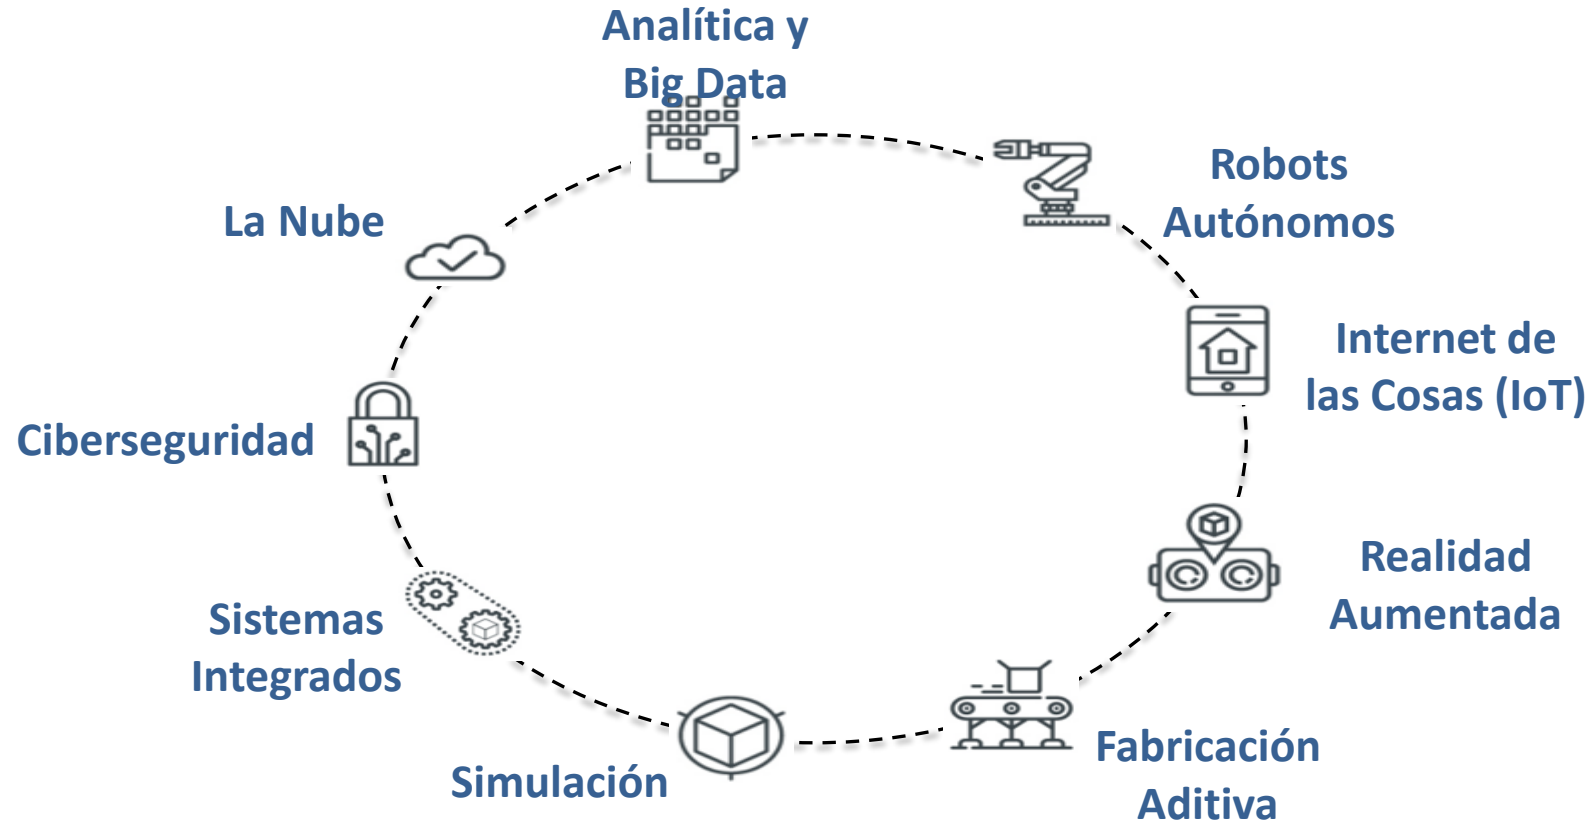 Analítica y
Big Data
Robots
Autónomos
Internet de
las Cosas (IoT)
Realidad
Aumentada
Fabricación
Aditiva
Simulación
Sistemas
Integrados
Ciberseguridad
La Nube